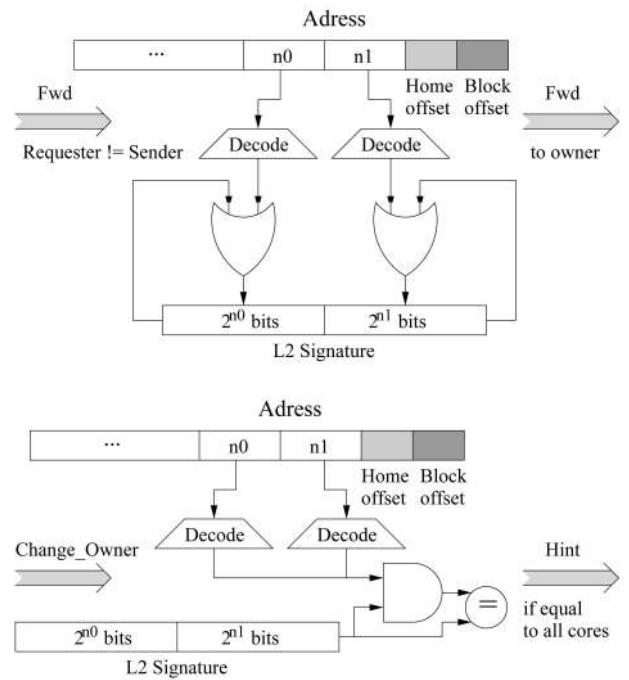 Adress
... n0 n1
Fwd Home Block Fwd
offset offset
Requester != Sender Decode Decode to owner
2^n0 bits 2^n1 bits
L2 Signature
Adress
... n0 n1
Home Block
offset offset
Change_Owner Decode Decode Hint
=
if equal
to all cores
2^n0 bits 2^n1 bits
L2 Signature